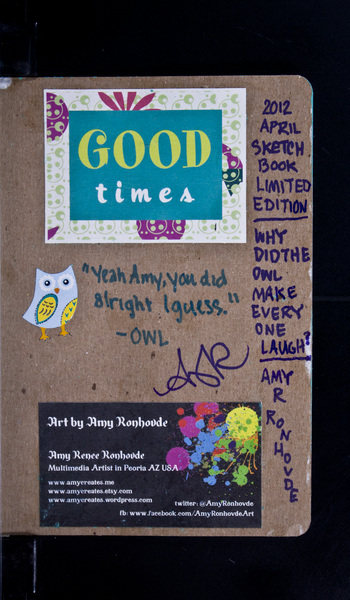 GOOD
times
2012
APRIL
SKETCH
BOOK
LIMITED
EDITION
WHY
DID THE
OWL
MAKE
EVERY
ONE
LAUGH?
AMY
R
RONHOVDE
"Yeah Amy, you did
alright I guess."
-OWL
ARR
Art by Amy Ronhovde
Amy Renee Ronhovde
Multimedia Artist in Peoria AZ USA
www.amycreates.me
www.amycreates.etsy.com
www.amycreates.wordpress.com
twitter: @AmyRonhovde
fb: www.facebook.com/AmyRonhovdeArt